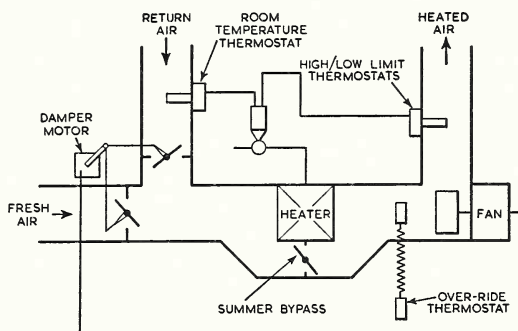 RETURN
AIR
ROOM
TEMPERATURE
THERMOSTAT
HEATED
AIR
HIGH/LOW LIMIT
THERMOSTATS
DAMPER
MOTOR
FRESH
AIR
HEATER
FAN
SUMMER BYPASS
OVER-RIDE
THERMOSTAT